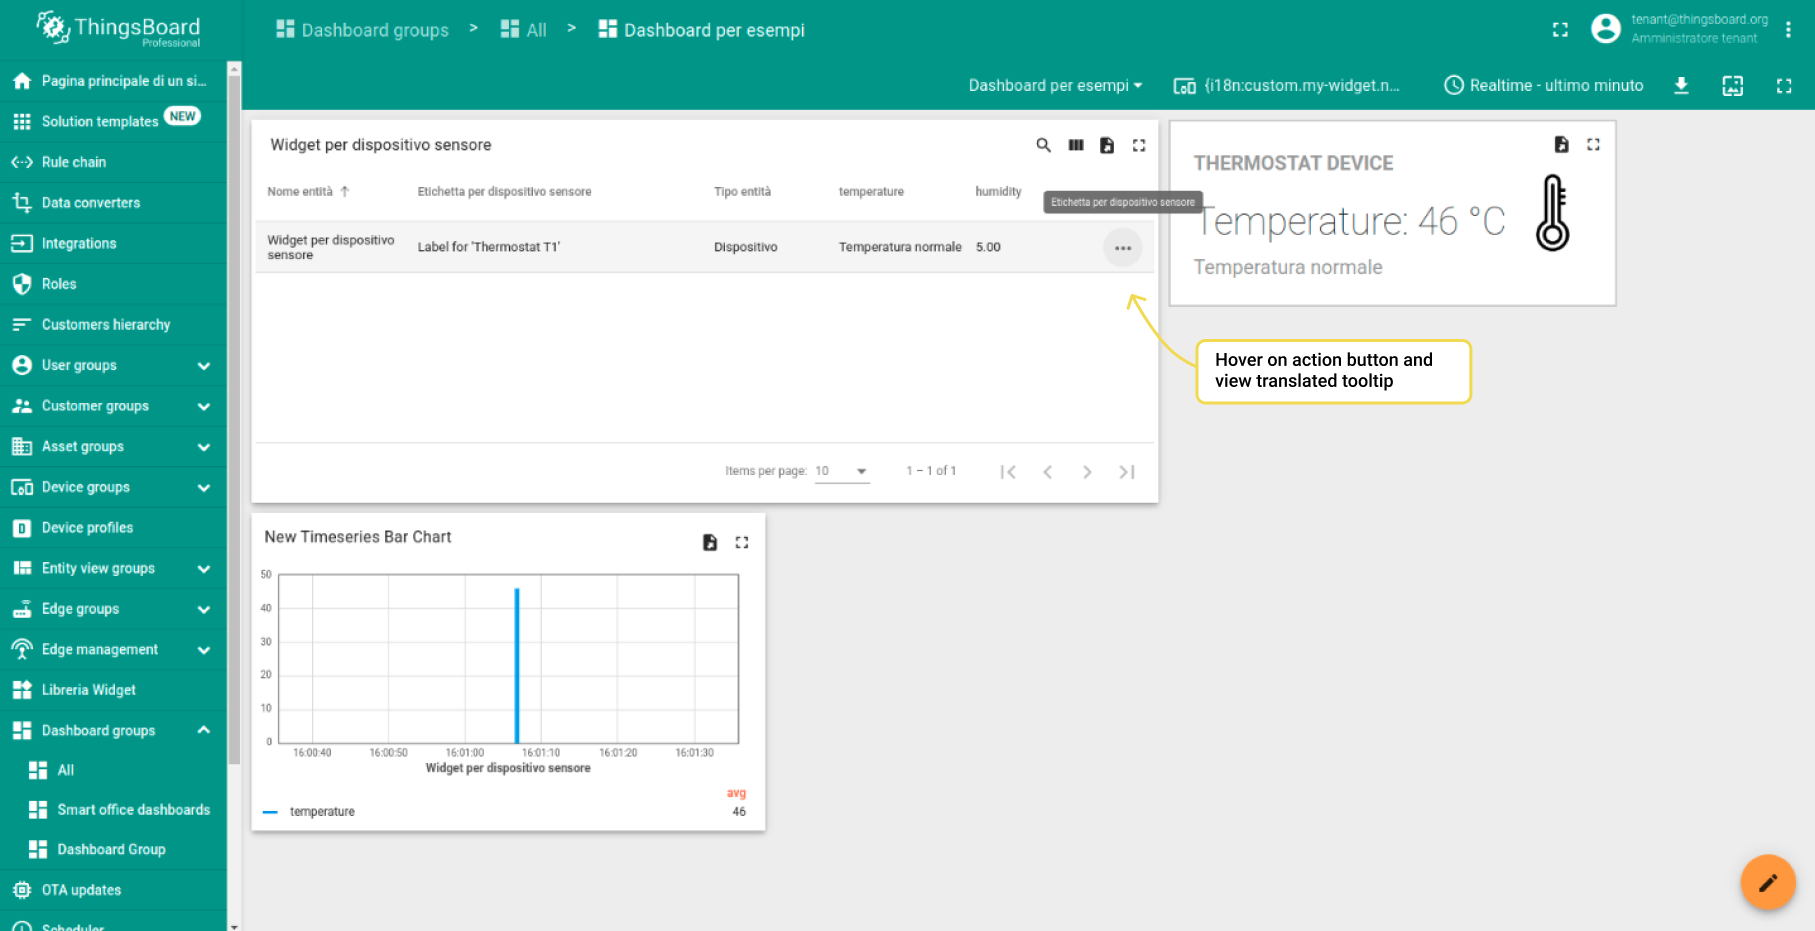 ThingsBoard
Professional
Dashboard groups > All > Dashboard per esempi
tenant@thingsboard.org
Amministratore tenant
Dashboard per esempi
{i18n:custom.my-widget.n...
Realtime - ultimo minuto
Pagina principale di un si...
Solution templates NEW
Rule chain
Data converters
Integrations
Roles
Customers hierarchy
User groups
Customer groups
Asset groups
Device groups
Device profiles
Entity view groups
Edge groups
Edge management
Libreria Widget
Dashboard groups
All
Smart office dashboards
Dashboard Group
OTA updates
Scheduler
Widget per dispositivo sensore
Nome entità Etichetta per dispositivo sensore Tipo entità temperature humidity
Etichetta per dispositivo sensore
Widget per dispositivo
sensore
Label for 'Thermostat T1' Dispositivo Temperatura normale 5.00
Items per page: 10 1 – 1 of 1
THERMOSTAT DEVICE
Temperature: 46 °C
Temperatura normale
Hover on action button and
view translated tooltip
New Timeseries Bar Chart
50
40
30
20
10
0
16:00:40 16:00:50 16:01:00 16:01:10 16:01:20 16:01:30
Widget per dispositivo sensore
avg
temperature 46